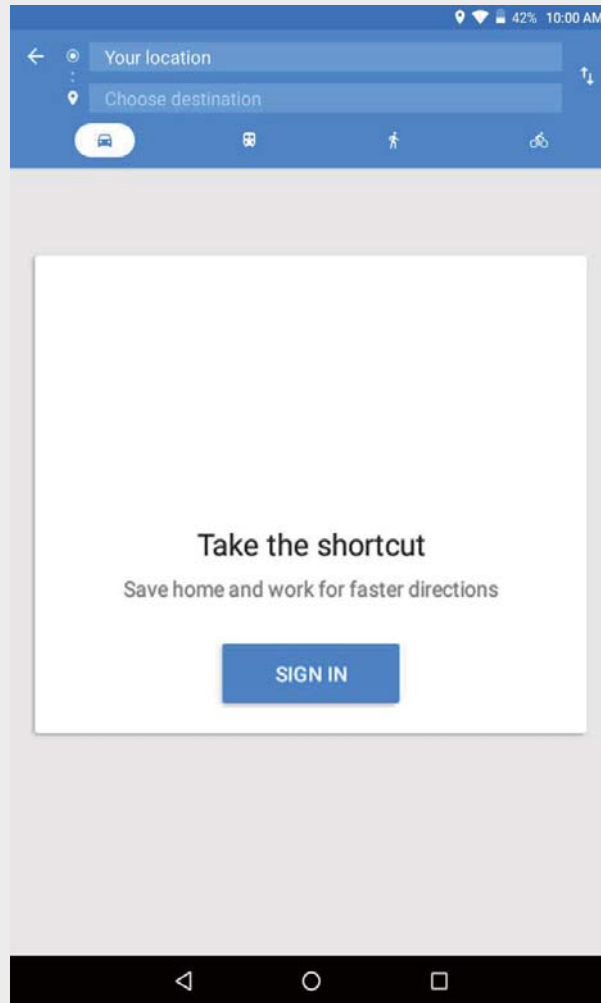 42% 10:00 AM
Your location
Choose destination
Take the shortcut
Save home and work for faster directions
SIGN IN